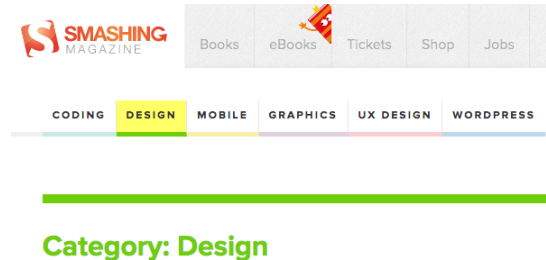 SMASHING
MAGAZINE
Books eBooks Tickets Shop Jobs
CODING DESIGN MOBILE GRAPHICS UX DESIGN WORDPRESS
Category: Design